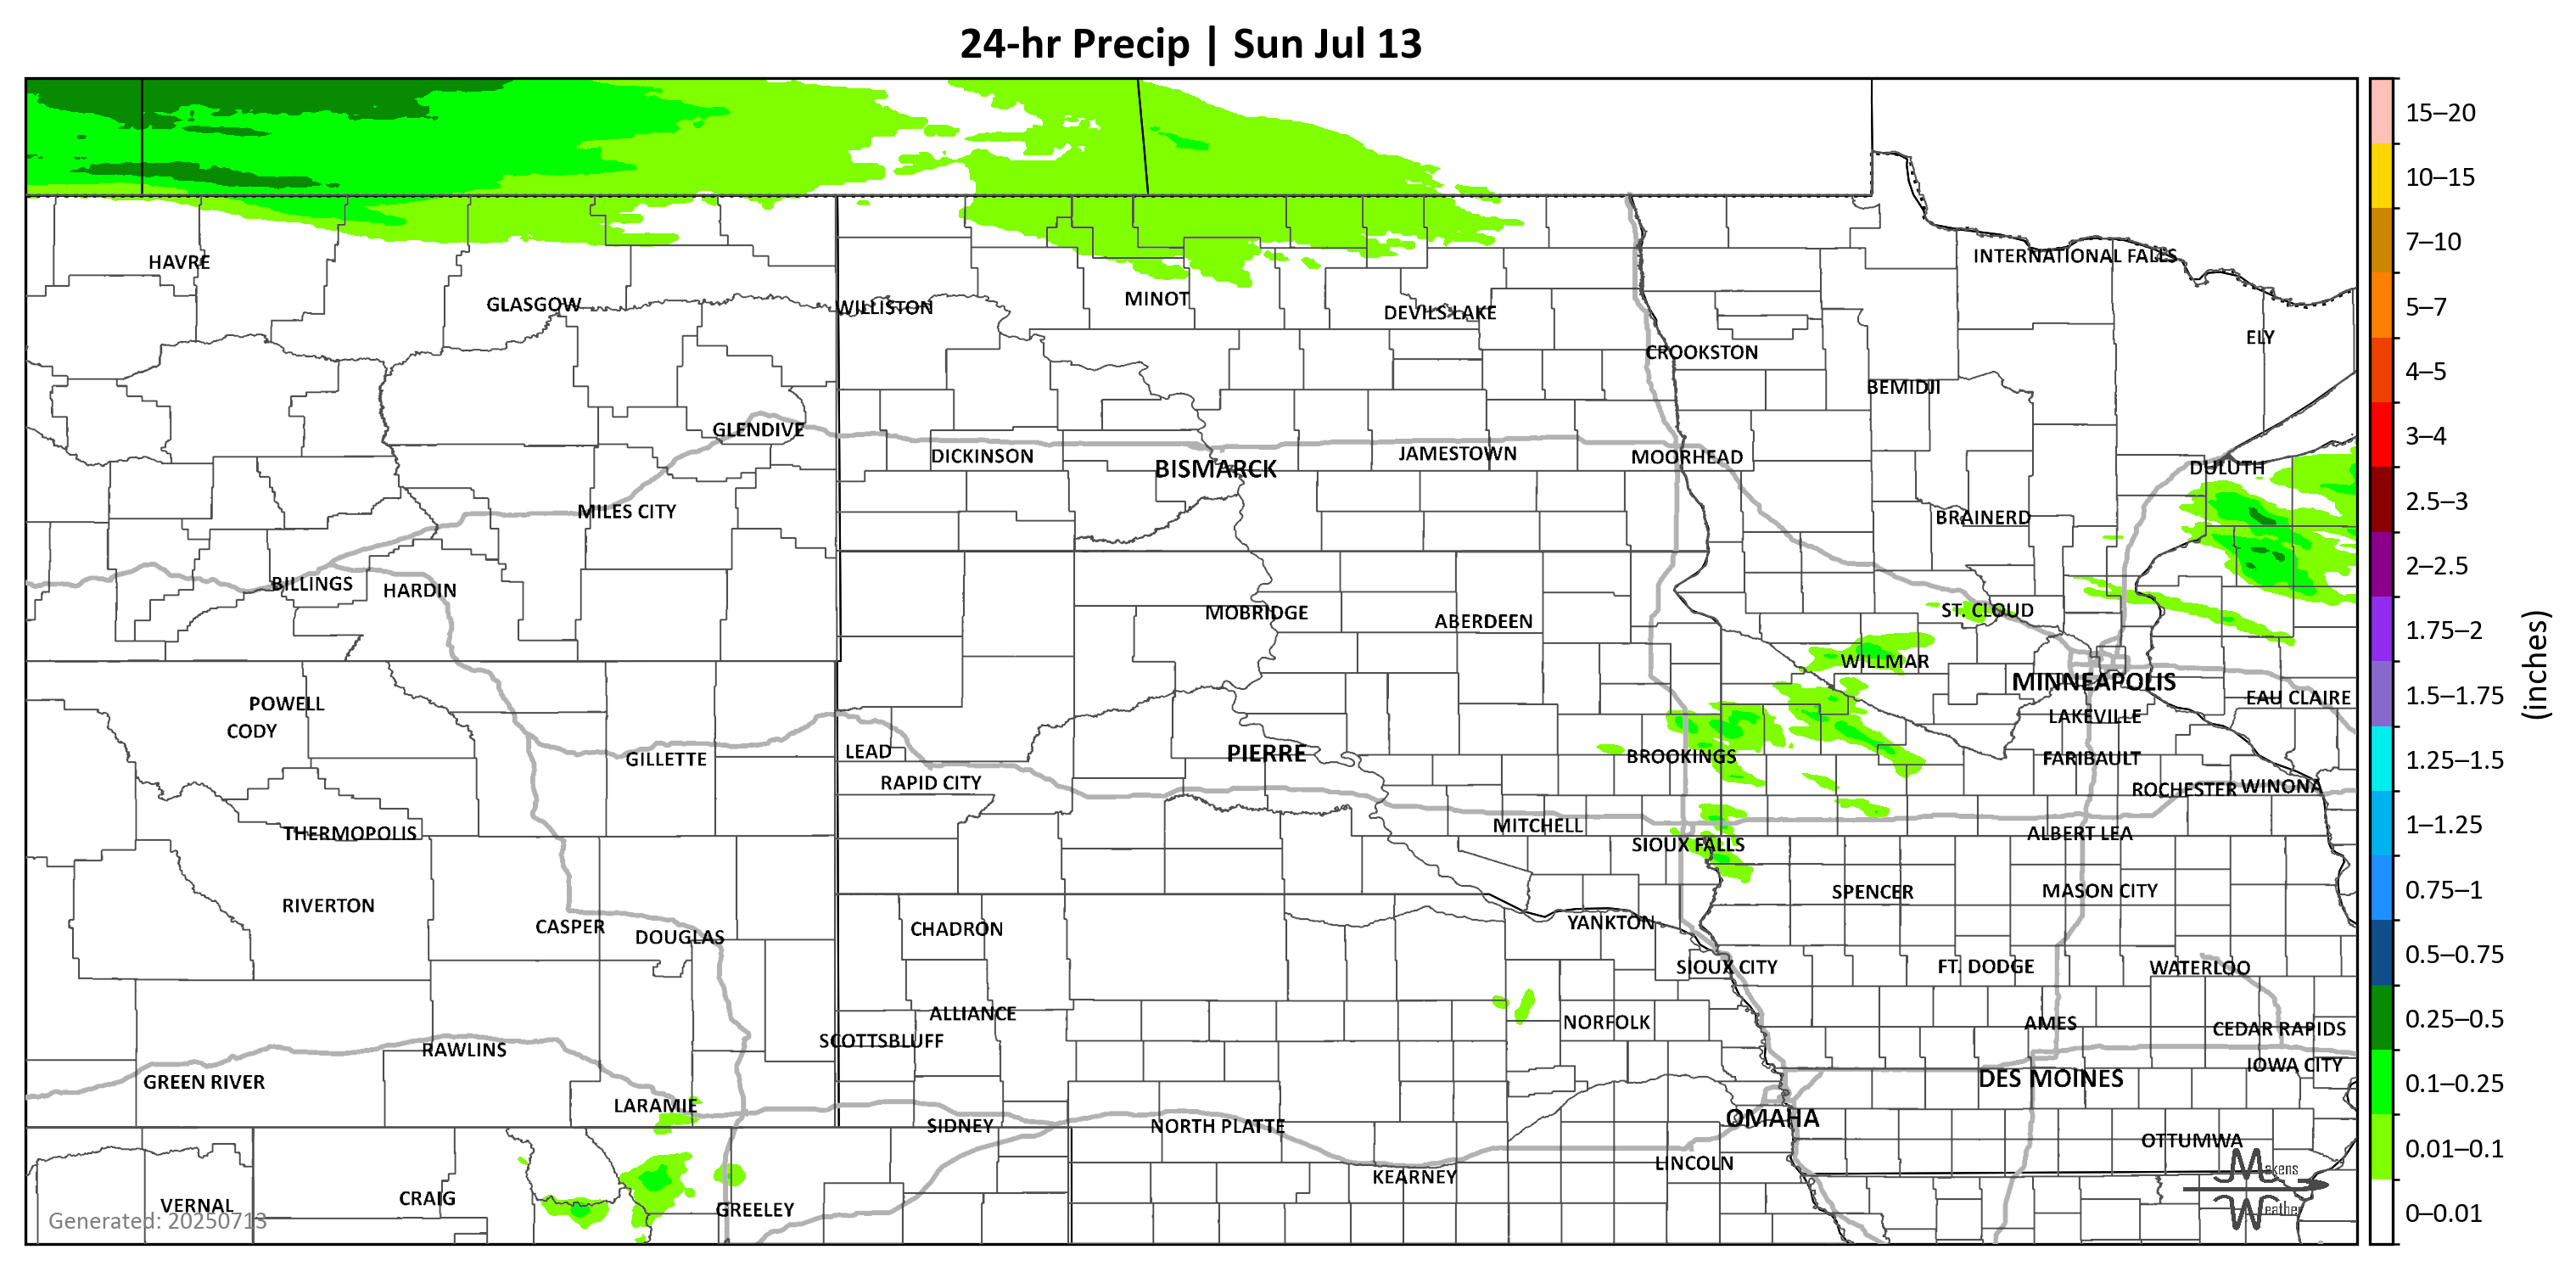 24-hr Precip | Sun Jul 13
15–20
10–15
7–10
5–7
4–5
3–4
2.5–3
2–2.5
1.75–2
1.5–1.75
1.25–1.5
1–1.25
0.75–1
0.5–0.75
0.25–0.5
0.1–0.25
0.01–0.1
0–0.01
(inches)
HAVRE
INTERNATIONAL FALLS
GLASGOW
WILLISTON
MINOT
DEVILS LAKE
ELY
CROOKSTON
BEMIDJI
GLENDIVE
DICKINSON
BISMARCK
JAMESTOWN
MOORHEAD
DULUTH
MILES CITY
BRAINERD
BILLINGS
HARDIN
MOBRIDGE
ABERDEEN
ST. CLOUD
WILLMAR
MINNEAPOLIS
POWELL
EAU CLAIRE
CODY
LAKEVILLE
GILLETTE
LEAD
PIERRE
BROOKINGS
FARIBAULT
RAPID CITY
ROCHESTER
WINONA
THERMOPOLIS
MITCHELL
ALBERT LEA
SIOUX FALLS
RIVERTON
SPENCER
MASON CITY
CASPER
DOUGLAS
CHADRON
YANKTON
SIOUX CITY
FT. DODGE
WATERLOO
ALLIANCE
NORFOLK
AMES
CEDAR RAPIDS
RAWLINS
SCOTTSBLUFF
IOWA CITY
GREEN RIVER
DES MOINES
LARAMIE
SIDNEY
NORTH PLATTE
OMAHA
OTTUMWA
LINCOLN
KEARNEY
VERNAL
CRAIG
GREELEY
Makens
Weather
Generated: 20250713